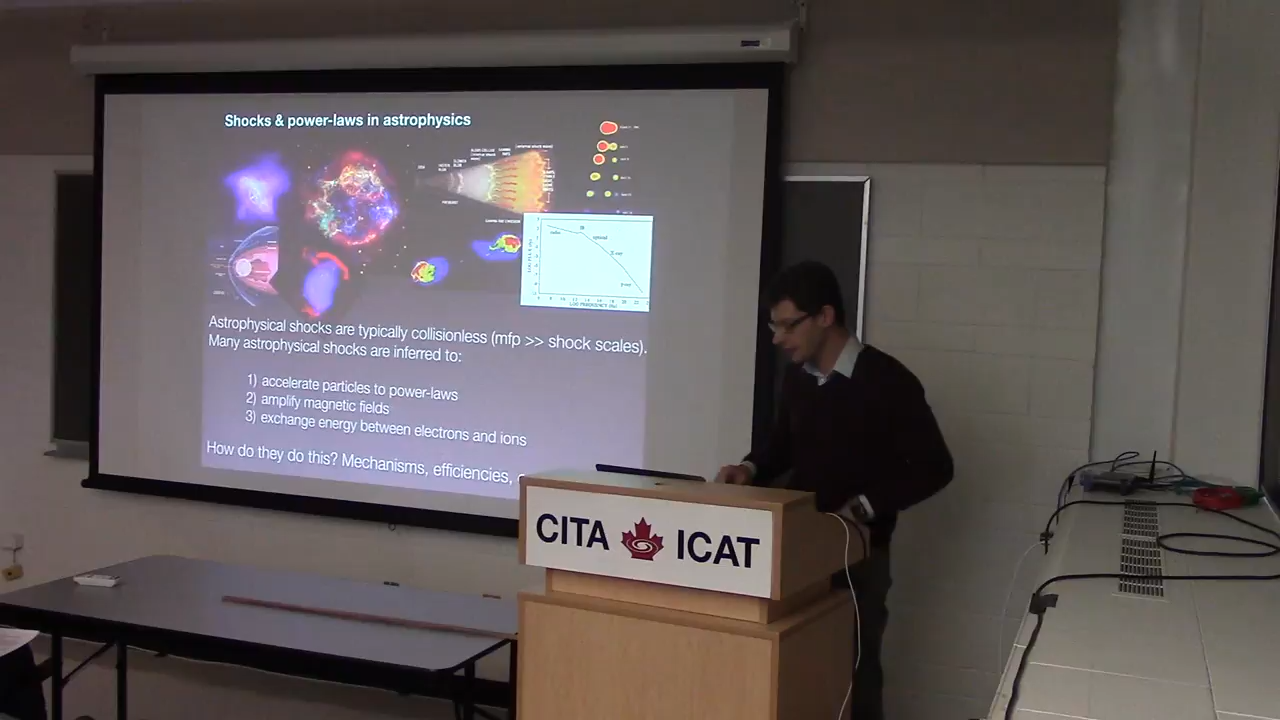 Shocks & power-laws in astrophysics
Astrophysical shocks are typically collisionless (mfp >> shock scales).
Many astrophysical shocks are inferred to:
1) accelerate particles to power-laws
2) amplify magnetic fields
3) exchange energy between electrons and ions
How do they do this? Mechanisms, efficiencies,
CITA ICAT